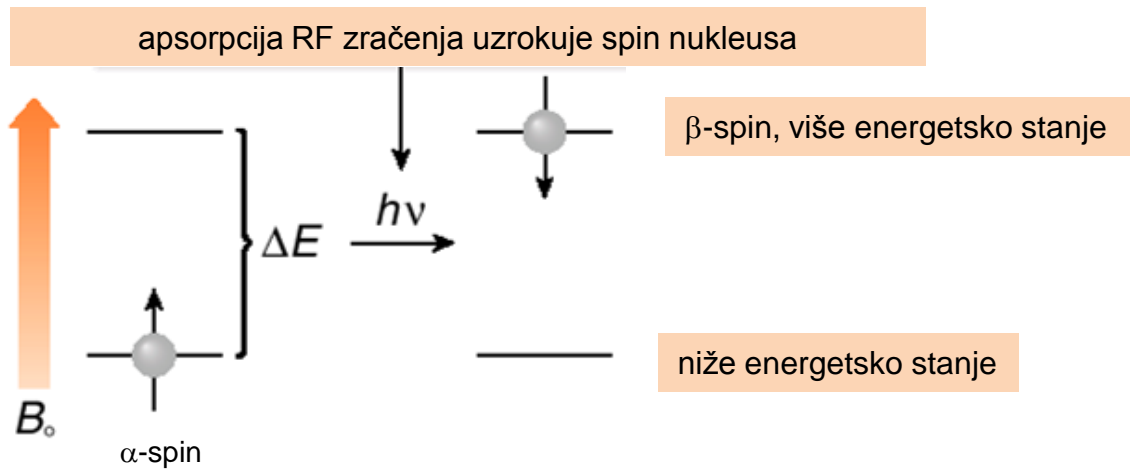 apsorpcija RF zračenja uzrokuje spin nukleusa
β-spin, više energetsko stanje
hν
ΔE
niže energetsko stanje
B₀
α-spin